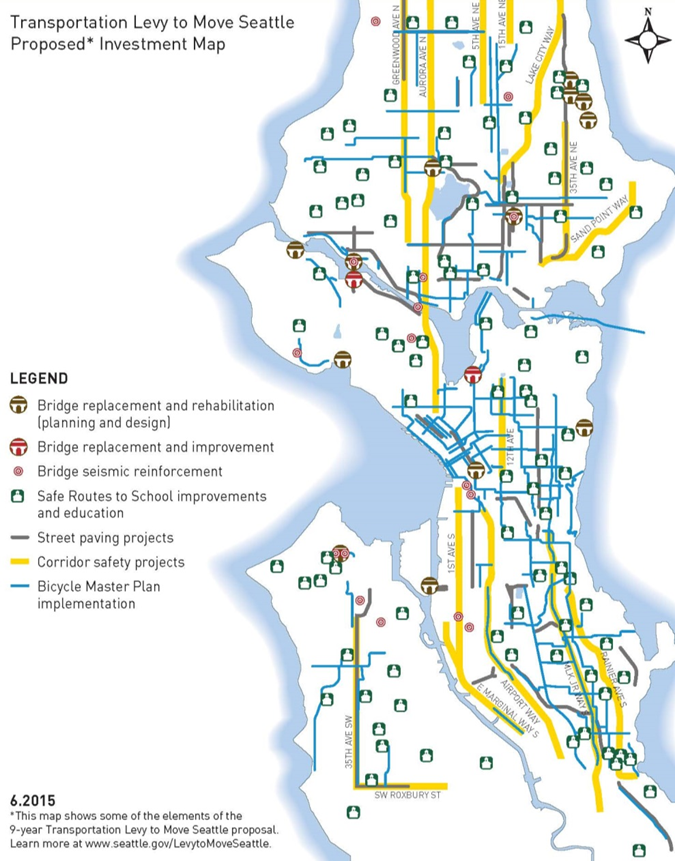 Transportation Levy to Move Seattle
Proposed* Investment Map
N
GREENWOOD AVE N
AURORA AVE N
5TH AVE NE
15TH AVE NE
LAKE CITY WAY
35TH AVE NE
SAND POINT WAY
LEGEND
Bridge replacement and rehabilitation
(planning and design)
Bridge replacement and improvement
Bridge seismic reinforcement
Safe Routes to School improvements
and education
Street paving projects
Corridor safety projects
Bicycle Master Plan
implementation
12TH AVE
1ST AVE S
RAINIER AVE S
MLK JR WAY
AIRPORT WAY
E MARGINAL WAY S
35TH AVE SW
SW ROXBURY ST
6.2015
*This map shows some of the elements of the
9-year Transportation Levy to Move Seattle proposal.
Learn more at www.seattle.gov/LevytoMoveSeattle.